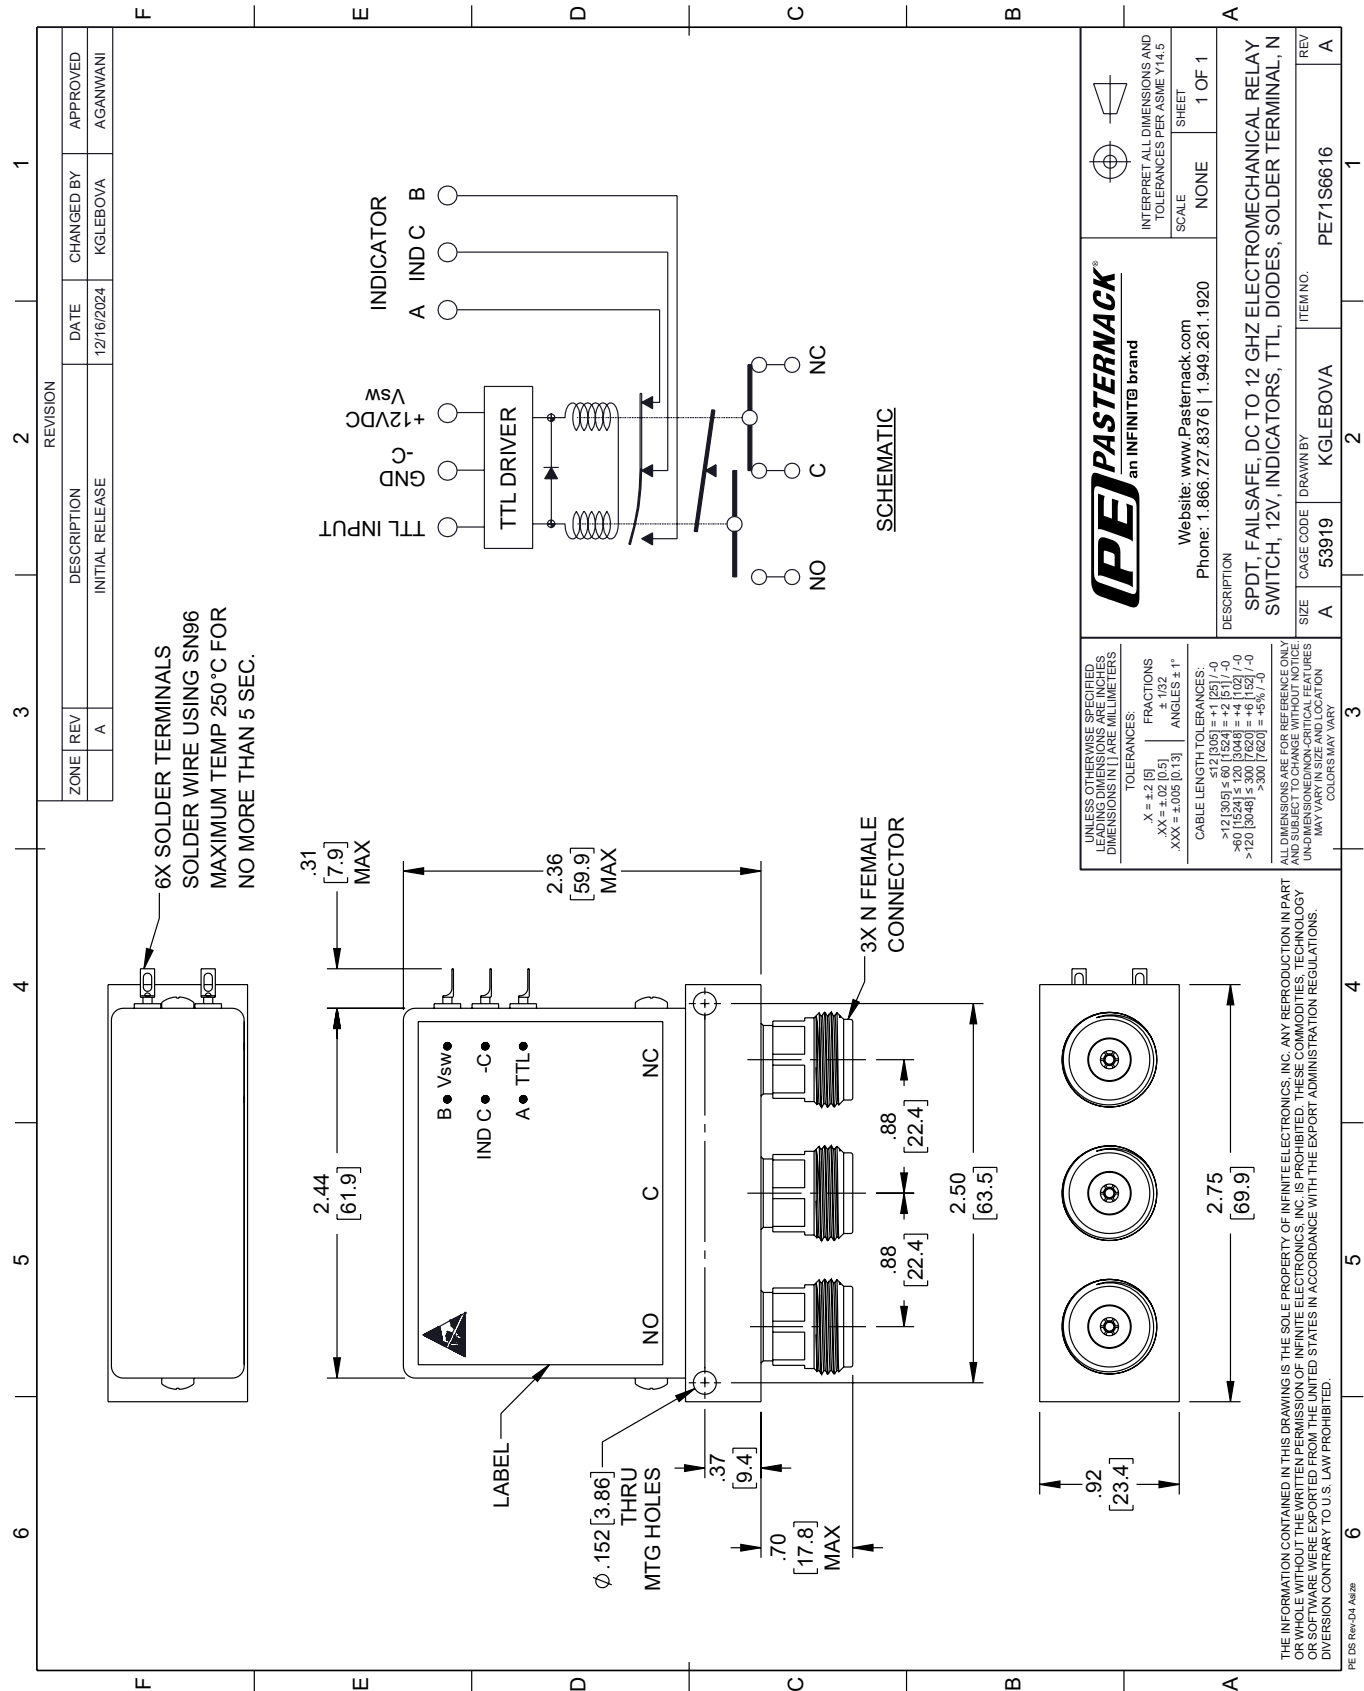 6
5
4
3
2
1
F
E
D
C
B
A
REVISION
ZONE
REV
DESCRIPTION
DATE
CHANGED BY
APPROVED
A
INITIAL RELEASE
12/16/2024
KGLEBOVA
AGANWANI
6X SOLDER TERMINALS
SOLDER WIRE USING SN96
MAXIMUM TEMP 250°C FOR
NO MORE THAN 5 SEC.
2.44
[61.9]
.31
[7.9]
MAX
2.36
[59.9]
MAX
LABEL
B Vsw
IND C -C
A TTL
NO
C
NC
Ø .152 [3.86]
THRU
MTG HOLES
.37
[9.4]
.70
[17.8]
MAX
3X N FEMALE
CONNECTOR
.88
[22.4]
.88
[22.4]
2.50
[63.5]
.92
[23.4]
2.75
[69.9]
INDICATOR
A
IND C
B
TTL INPUT
GND
-C
+12VDC
Vsw
TTL DRIVER
NO
C
NC
SCHEMATIC
UNLESS OTHERWISE SPECIFIED
LEADING DIMENSIONS ARE INCHES
DIMENSIONS IN [ ] ARE MILLIMETERS
TOLERANCES:
.X = ±.2 [5]
.XX = ±.02 [0.5]
.XXX = ±.005 [0.13]
FRACTIONS
± 1/32
ANGLES ± 1°
CABLE LENGTH TOLERANCES:
≤12 [305] = +1 [25] / -0
>12 [305] ≤ 60 [1524] = +2 [51] / -0
>60 [1524] ≤ 120 [3048] = +4 [102] / -0
>120 [3048] ≤ 300 [7620] = +6 [152] / -0
>300 [7620] = +5% / -0
ALL DIMENSIONS ARE FOR REFERENCE ONLY
AND SUBJECT TO CHANGE WITHOUT NOTICE.
UN-DIMENSIONED/NON-CRITICAL FEATURES
MAY VARY IN SIZE AND LOCATION
COLORS MAY VARY
PE PASTERNACK®
an INFINITE brand
Website: www.Pasternack.com
Phone: 1.866.727.8376 | 1.949.261.1920
INTERPRET ALL DIMENSIONS AND
TOLERANCES PER ASME Y14.5
SCALE
NONE
SHEET
1 OF 1
DESCRIPTION
SPDT, FAILSAFE, DC TO 12 GHZ ELECTROMECHANICAL RELAY
SWITCH, 12V, INDICATORS, TTL, DIODES, SOLDER TERMINAL, N
SIZE
A
CAGE CODE
53919
DRAWN BY
KGLEBOVA
ITEM NO.
PE71S6616
REV
A
THE INFORMATION CONTAINED IN THIS DRAWING IS THE SOLE PROPERTY OF INFINITE ELECTRONICS, INC. ANY REPRODUCTION IN PART
OR WHOLE WITHOUT THE WRITTEN PERMISSION OF INFINITE ELECTRONICS, INC. IS PROHIBITED. THESE COMMODITIES, TECHNOLOGY
OR SOFTWARE WERE EXPORTED FROM THE UNITED STATES IN ACCORDANCE WITH THE EXPORT ADMINISTRATION REGULATIONS.
DIVERSION CONTRARY TO U.S. LAW PROHIBITED.
6
5
4
3
2
1
F
E
D
C
B
A
PE DS Rev-D4 Asize